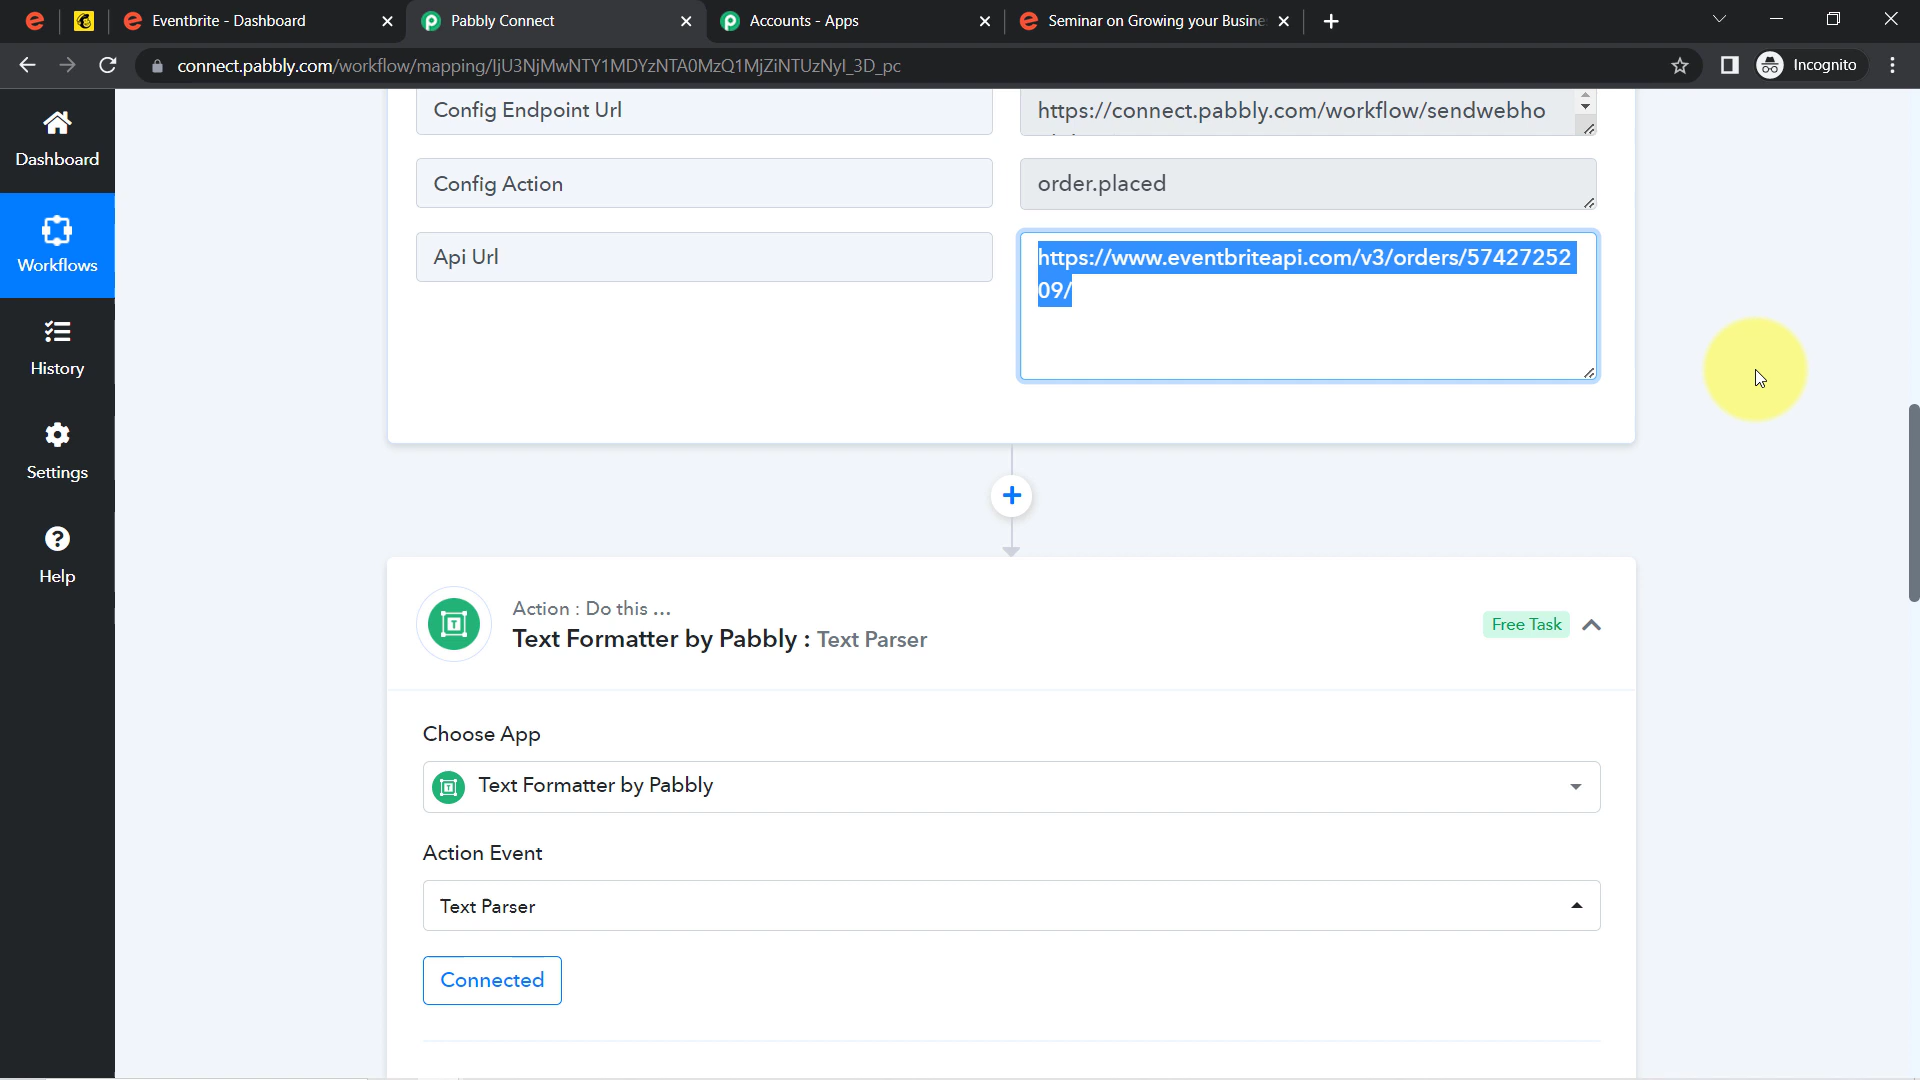 Eventbrite - Dashboard
Pabbly Connect
Accounts - Apps
Seminar on Growing your Busine
connect.pabbly.com/workflow/mapping/IjU3NjMwNTY1MDYzNTA0MzQ1MjZiNTUzNyI_3D_pc
Incognito
Dashboard
Workflows
History
Settings
Help
Config Endpoint Url
https://connect.pabbly.com/workflow/sendwebho
Config Action
order.placed
Api Url
https://www.eventbriteapi.com/v3/orders/57427252
09/
Action : Do this ...
Text Formatter by Pabbly : Text Parser
Free Task
Choose App
Text Formatter by Pabbly
Action Event
Text Parser
Connected